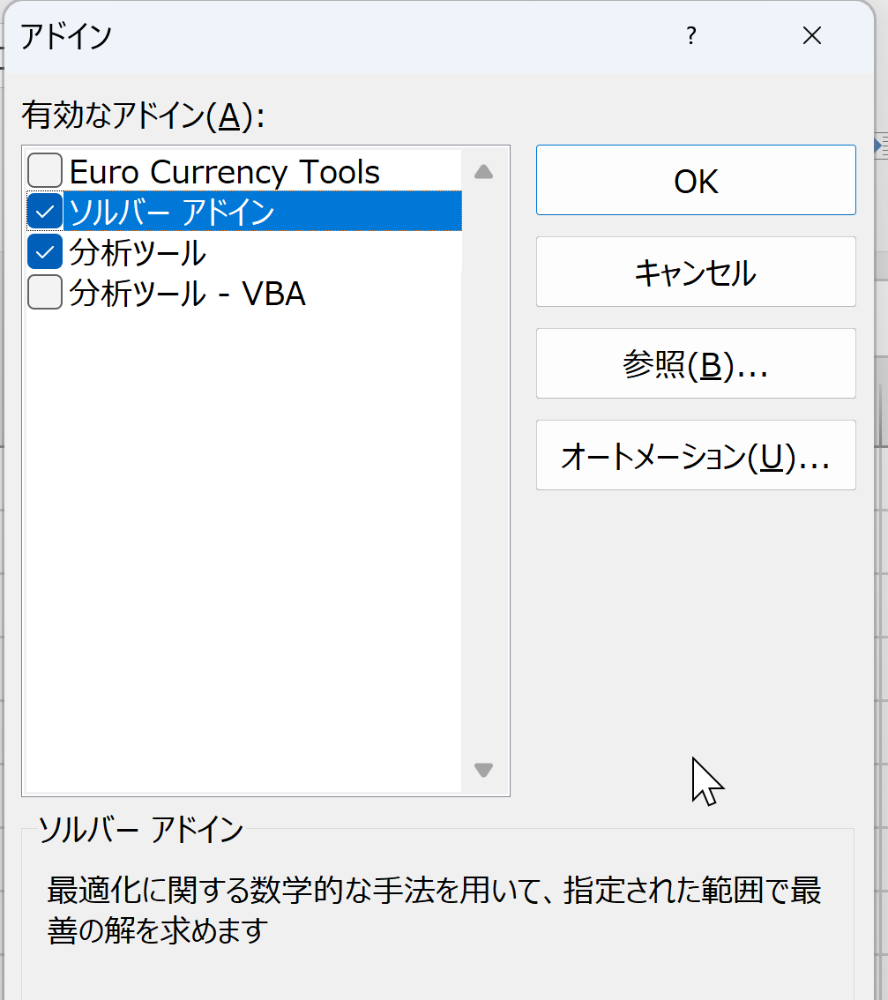 アドイン
?
有効なアドイン(A):
Euro Currency Tools
ソルバー アドイン
分析ツール
分析ツール - VBA
OK
キャンセル
参照(B)...
オートメーション(U)...
ソルバー アドイン
最適化に関する数学的な手法を用いて、指定された範囲で最
善の解を求めます